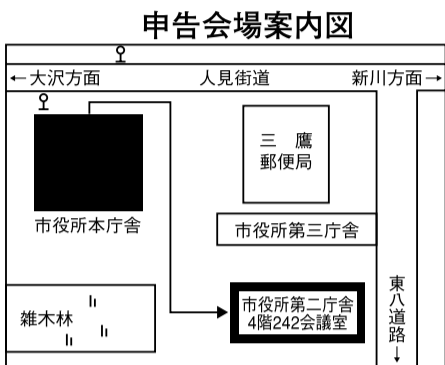 申告会場案内図
←大沢方面 人見街道 新川方面→
三 鷹
郵便局
市役所本庁舎
市役所第三庁舎
雑木林
市役所第二庁舎
4階242会議室
東八道路→